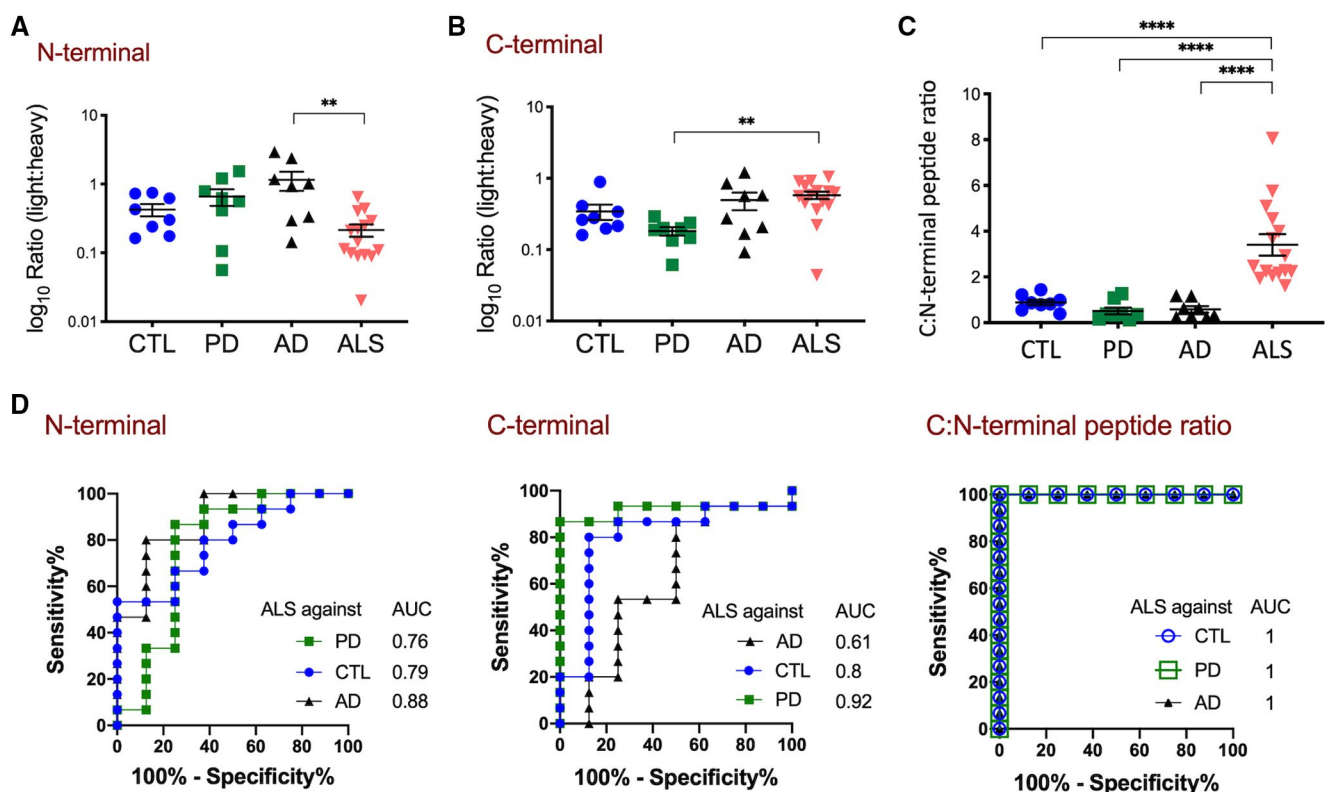 A
N-terminal
log10 Ratio (light:heavy)
10
1
0.1
0.01
**
CTL PD AD ALS
B
C-terminal
log10 Ratio (light:heavy)
10
1
0.1
0.01
**
CTL PD AD ALS
C
C:N-terminal peptide ratio
10
8
6
4
2
0
****
****
****
CTL PD AD ALS
D
N-terminal
Sensitivity%
100
80
60
40
20
0
ALS against AUC
PD 0.76
CTL 0.79
AD 0.88
0 20 40 60 80 100
100% - Specificity%
C-terminal
Sensitivity%
100
80
60
40
20
0
ALS against AUC
AD 0.61
CTL 0.8
PD 0.92
0 20 40 60 80 100
100% - Specificity%
C:N-terminal peptide ratio
Sensitivity%
100
80
60
40
20
0
ALS against AUC
CTL 1
PD 1
AD 1
0 20 40 60 80 100
100% - Specificity%